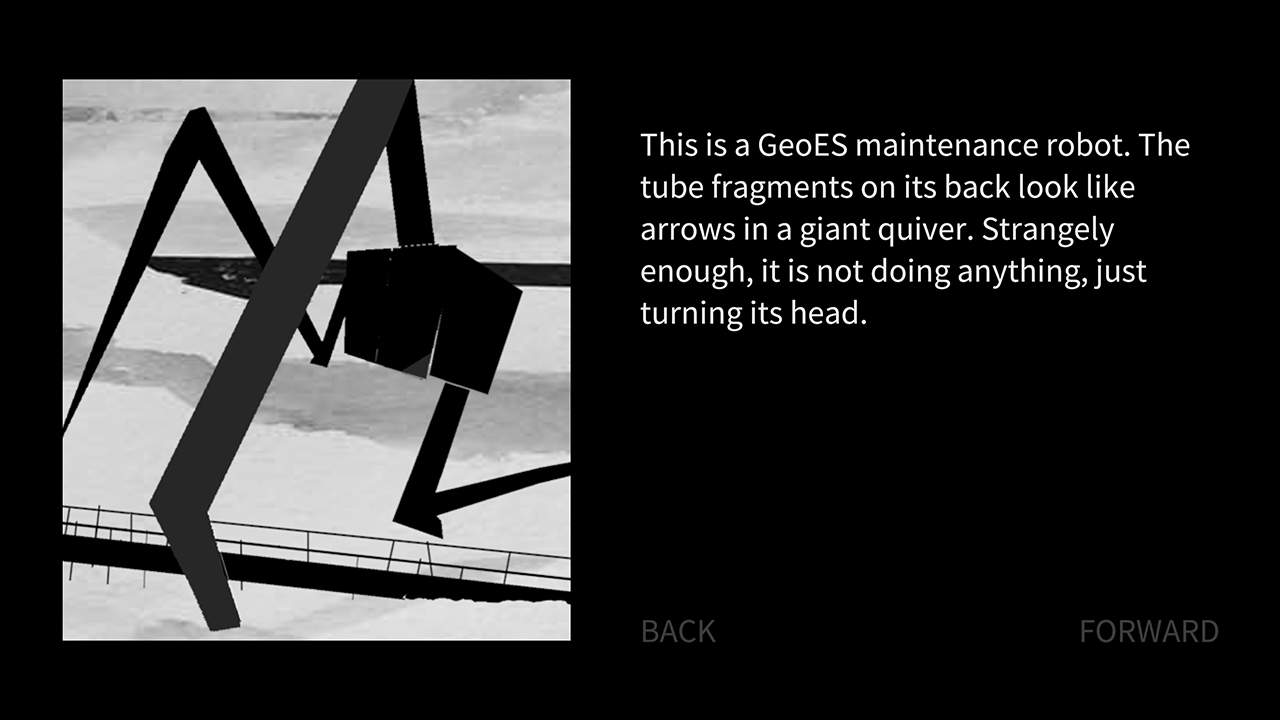 This is a GeoES maintenance robot. The
tube fragments on its back look like
arrows in a giant quiver. Strangely
enough, it is not doing anything, just
turning its head.
BACK
FORWARD